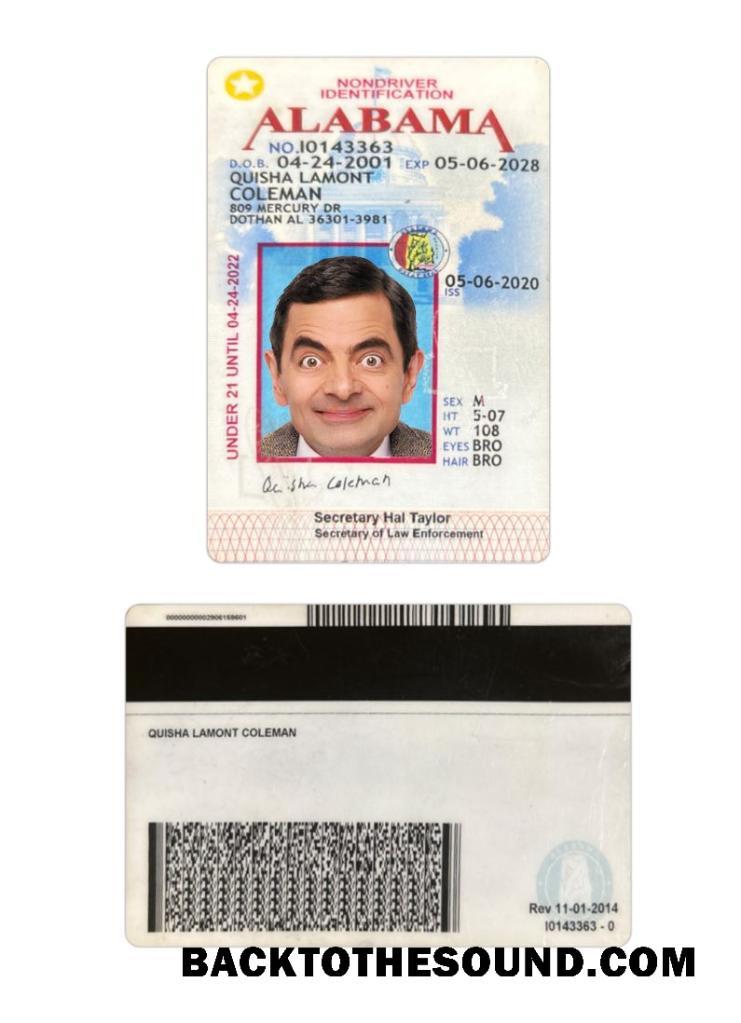 NONDRIVER
IDENTIFICATION
ALABAMA
NO.I0143363
D.O.B. 04-24-2001 EXP 05-06-2028
QUISHA LAMONT
COLEMAN
809 MERCURY DR
DOTHAN AL 36301-3981
05-06-2020
ISS
UNDER 21 UNTIL 04-24-2022
SEX M
HT 5-07
WT 108
EYES BRO
HAIR BRO
Quisha Coleman
Secretary Hal Taylor
Secretary of Law Enforcement
QUISHA LAMONT COLEMAN
Rev 11-01-2014
I0143363 - 0
BACKTOTHESOUND.COM